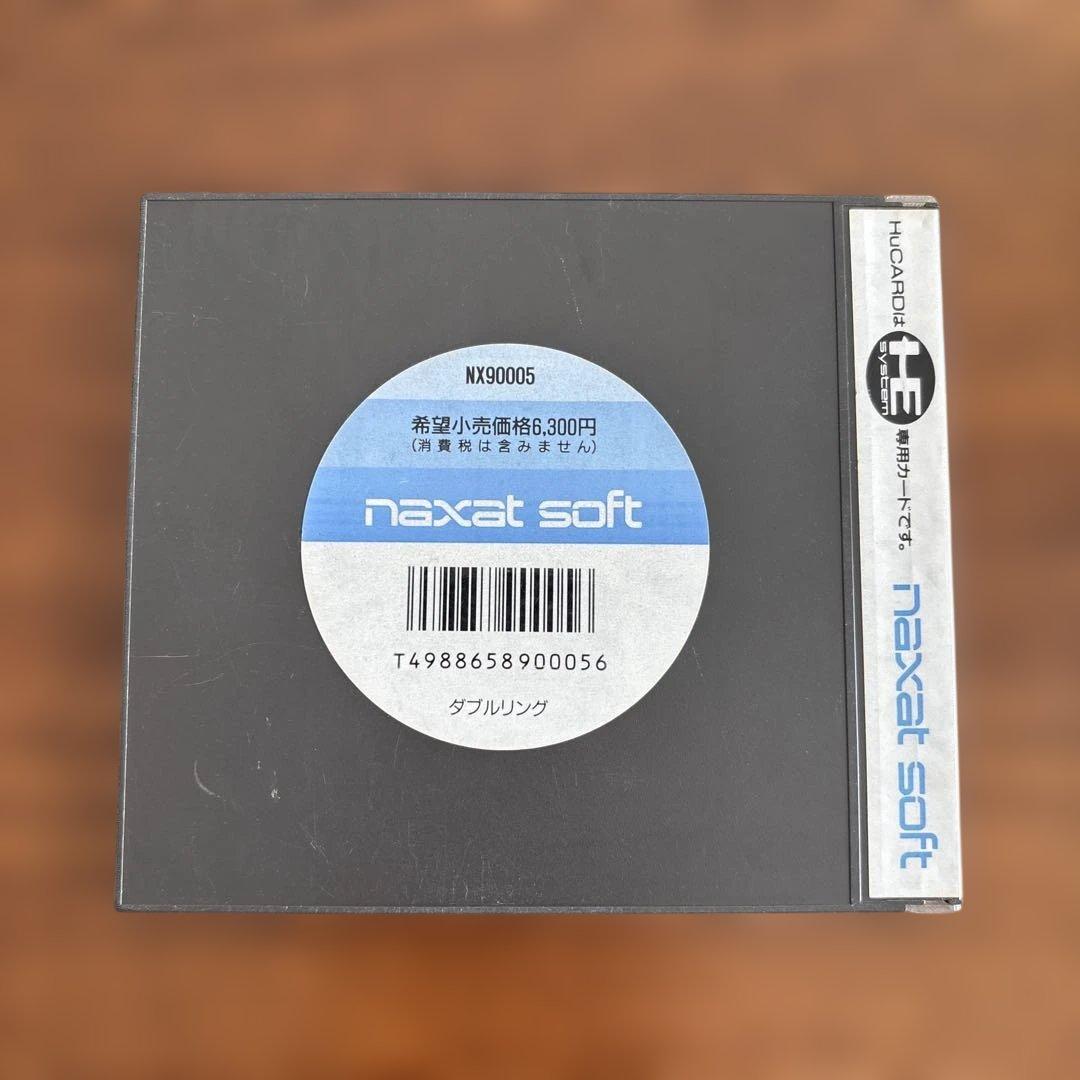 NX90005
希望小売価格6,300円
(消費税は含みません)
naxat soft
T4988658900056
ダブルリング
HuCARDは HE system 専用カードです。 naxat soft